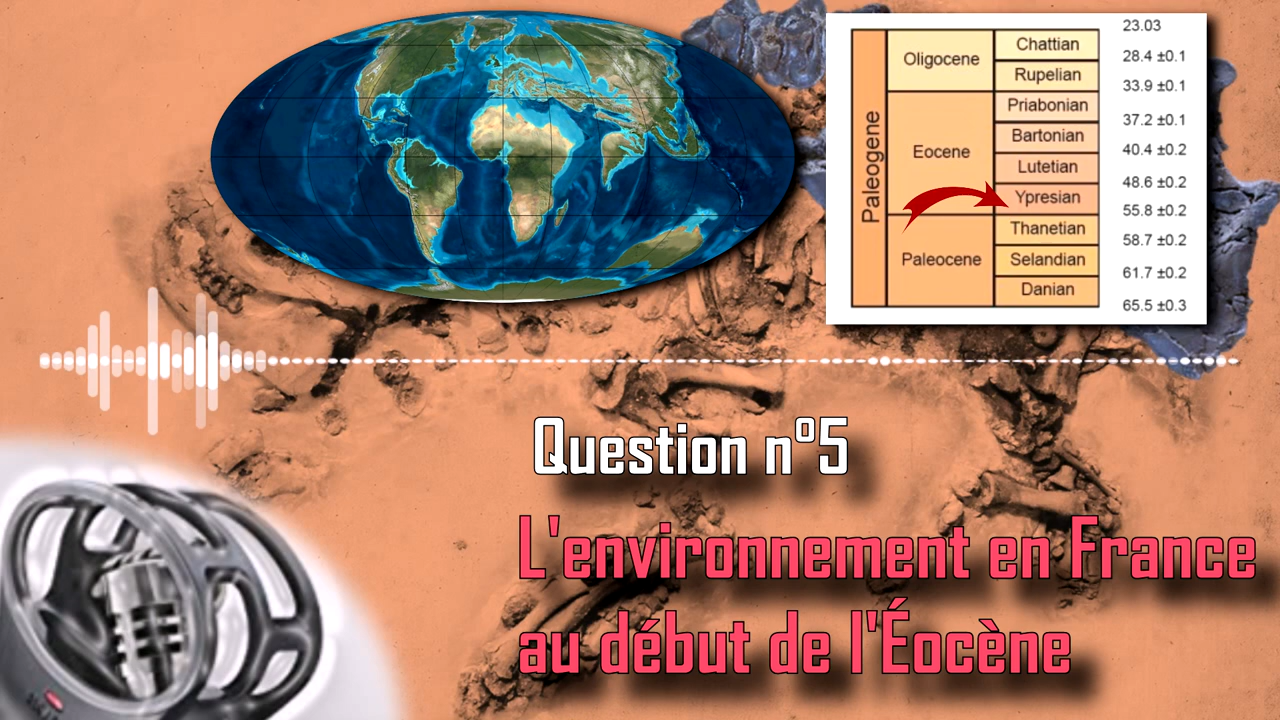 23.03
Chattian
Oligocene
28.4 ±0.1
Rupelian
33.9 ±0.1
Priabonian
37.2 ±0.1
Bartonian
Eocene
40.4 ±0.2
Lutetian
48.6 ±0.2
Ypresian
55.8 ±0.2
Paleogene
Thanetian
58.7 ±0.2
Paleocene
Selandian
61.7 ±0.2
Danian
65.5 ±0.3
Question n°5
L'environnement en France
au début de l'Éocène